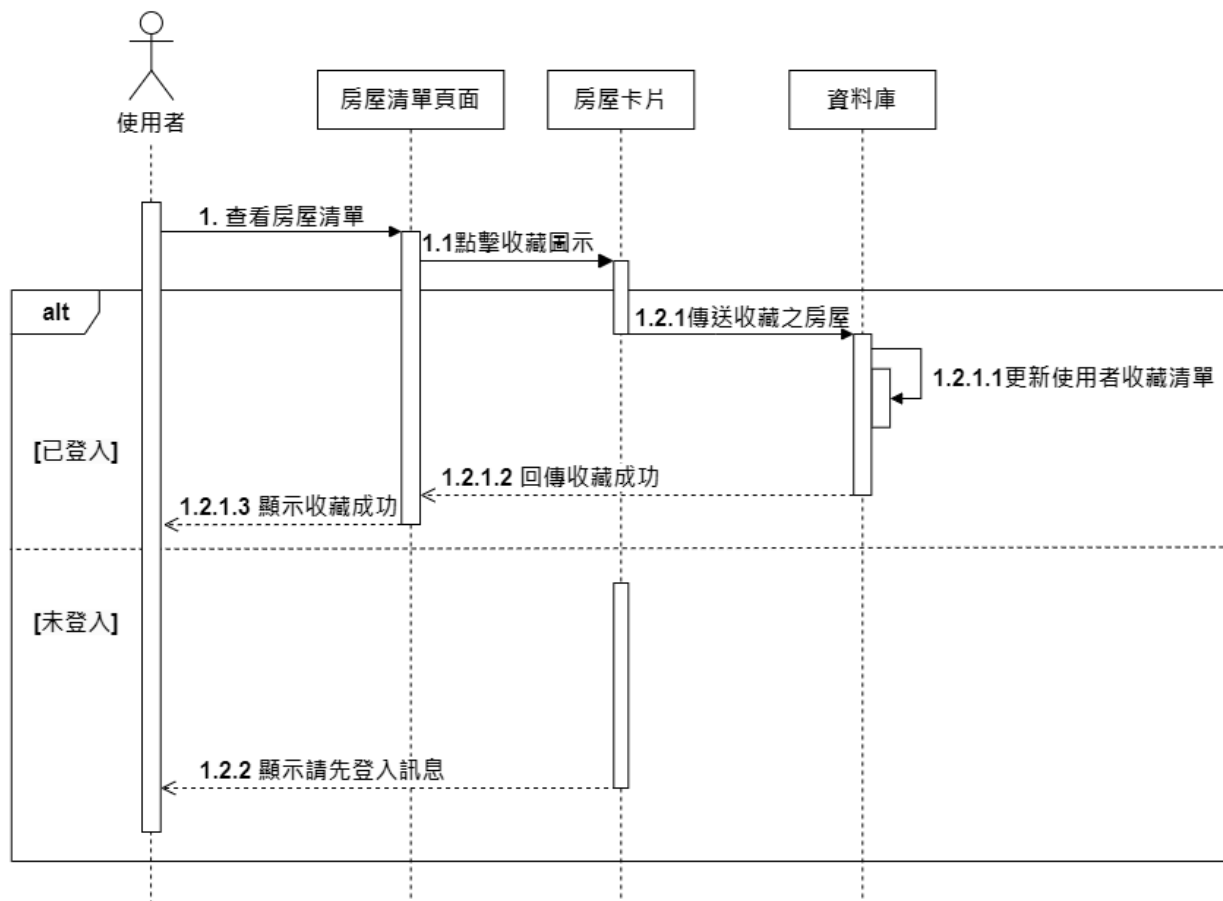 使用者
房屋清單頁面
房屋卡片
資料庫
1. 查看房屋清單
1.1點擊收藏圖示
alt
1.2.1傳送收藏之房屋
1.2.1.1更新使用者收藏清單
[已登入]
1.2.1.2 回傳收藏成功
1.2.1.3 顯示收藏成功
[未登入]
1.2.2 顯示請先登入訊息